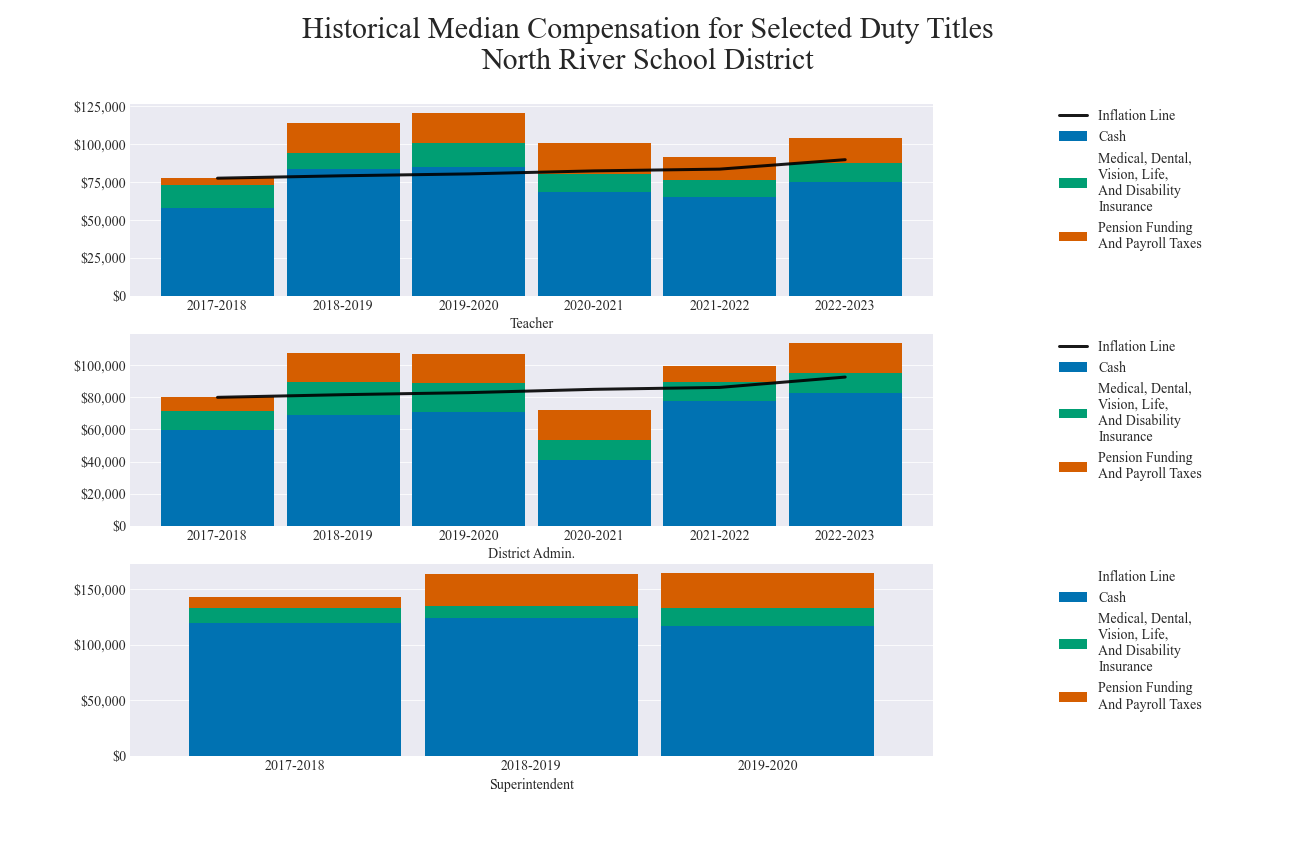 Historical Median Compensation for Selected Duty Titles
North River School District
$125,000
$100,000
$75,000
$50,000
$25,000
$0
2017-2018 2018-2019 2019-2020 2020-2021 2021-2022 2022-2023
Teacher
Inflation Line
Cash
Medical, Dental,
Vision, Life,
And Disability
Insurance
Pension Funding
And Payroll Taxes
$100,000
$80,000
$60,000
$40,000
$20,000
$0
2017-2018 2018-2019 2019-2020 2020-2021 2021-2022 2022-2023
District Admin.
Inflation Line
Cash
Medical, Dental,
Vision, Life,
And Disability
Insurance
Pension Funding
And Payroll Taxes
$150,000
$100,000
$50,000
$0
2017-2018 2018-2019 2019-2020
Superintendent
Inflation Line
Cash
Medical, Dental,
Vision, Life,
And Disability
Insurance
Pension Funding
And Payroll Taxes